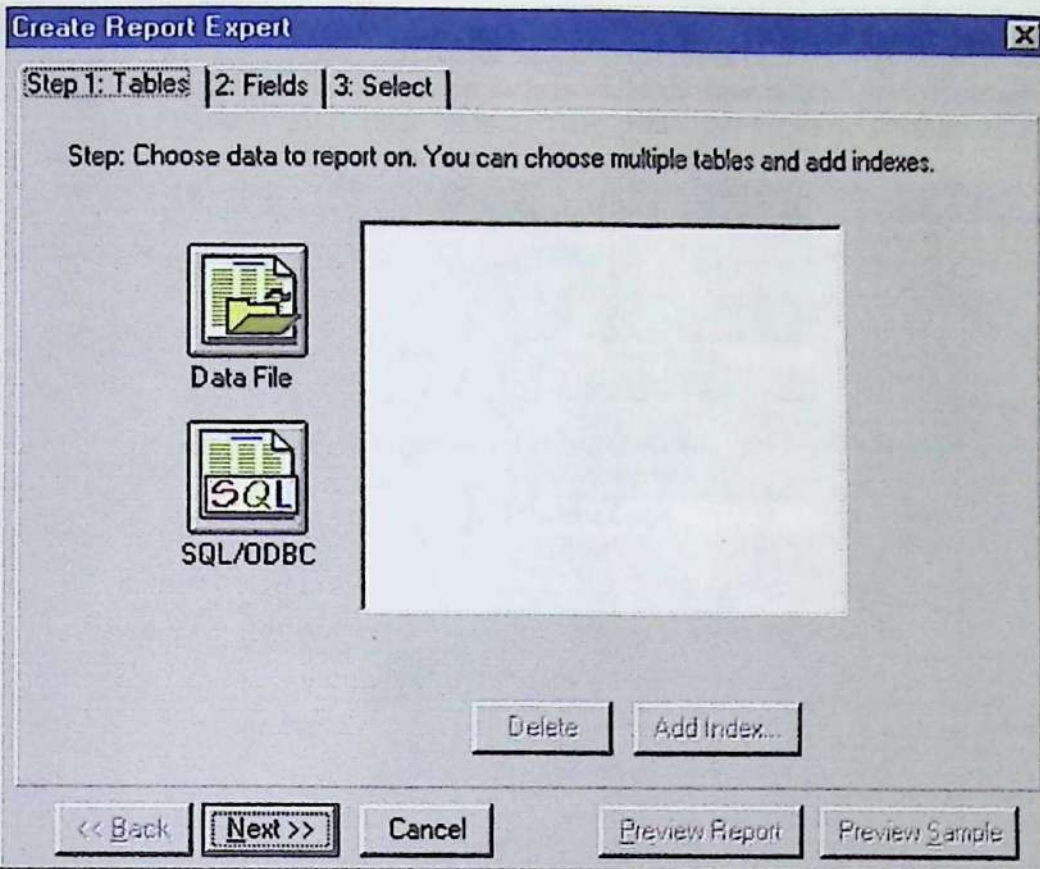 Create Report Expert
Step 1: Tables 2: Fields 3: Select
Step: Choose data to report on. You can choose multiple tables and add indexes.
Data File
SQL
SQL/ODBC
Delete Add Index...
<< Back Next >> Cancel Preview Report Preview Sample